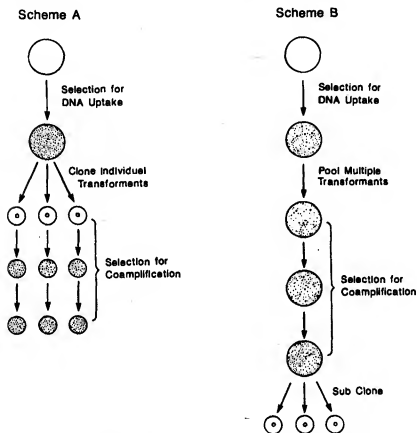 Scheme A
Selection for
DNA Uptake
Clone Individual
Transforments
Selection for
Coamplification
Scheme B
Selection for
DNA Uptake
Pool Multiple
Transformants
Selection for
Coamplification
Sub Clone